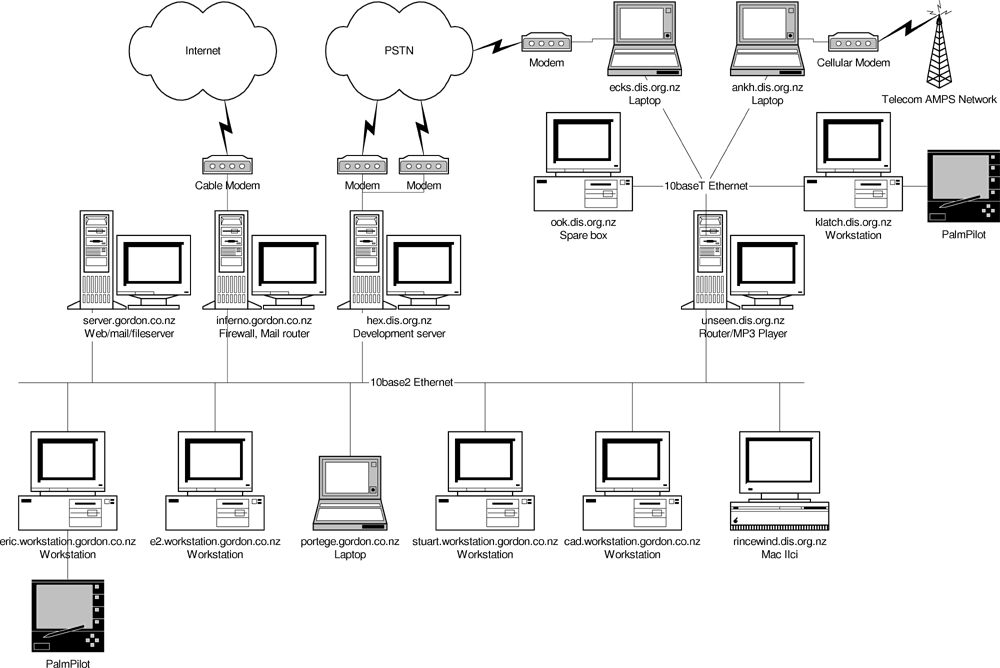 Internet
PSTN
Modem
Cellular Modem
ecks.dis.org.nz
Laptop
ankh.dis.org.nz
Laptop
Telecom AMPS Network
Cable Modem
Modem
Modem
10baseT Ethernet
ook.dis.org.nz
Spare box
klatch.dis.org.nz
Workstation
PalmPilot
server.gordon.co.nz
Web/mail/fileserver
inferno.gordon.co.nz
Firewall, Mail router
hex.dis.org.nz
Development server
unseen.dis.org.nz
Router/MP3 Player
10base2 Ethernet
eric.workstation.gordon.co.nz
Workstation
e2.workstation.gordon.co.nz
Workstation
portege.gordon.co.nz
Laptop
stuart.workstation.gordon.co.nz
Workstation
cad.workstation.gordon.co.nz
Workstation
rincewind.dis.org.nz
Mac IIci
PalmPilot